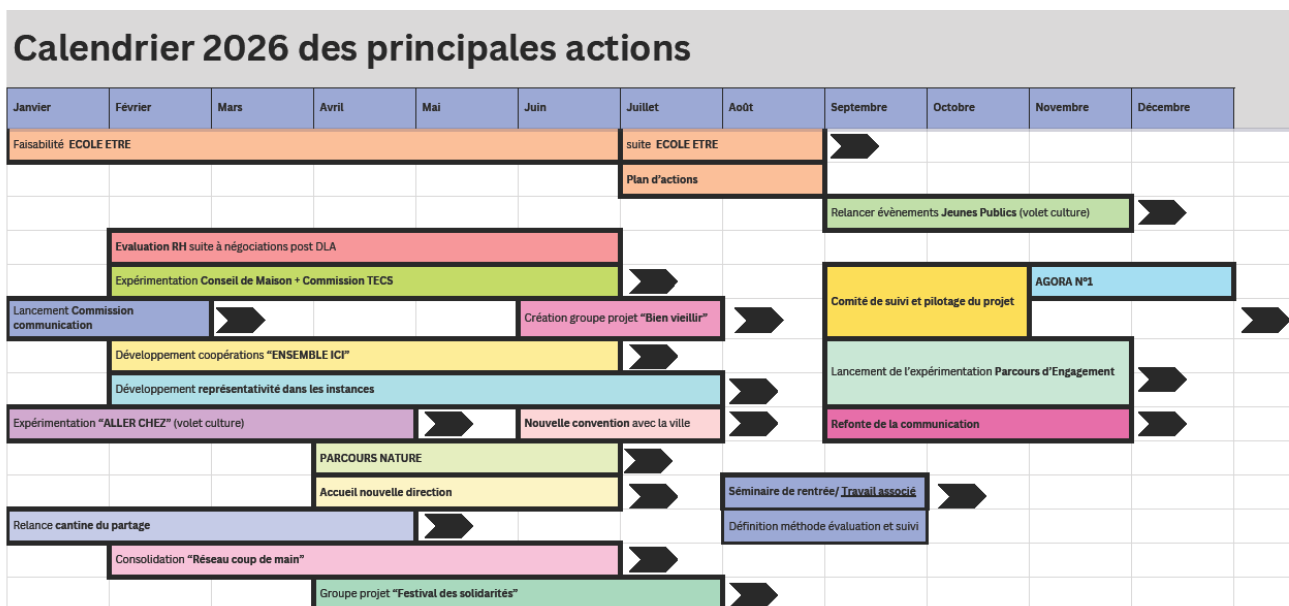 Calendrier 2026 des principales actions
Janvier Février Mars Avril Mai Juin Juillet Août Septembre Octobre Novembre Décembre
Faisabilité ECOLE ETRE
suite ECOLE ETRE
Plan d'actions
Relancer évènements Jeunes Publics (volet culture)
Evaluation RH suite à négociations post DLA
Expérimentation Conseil de Maison + Commission TECS
Comité de suivi et pilotage du projet
AGORA N°1
Lancement Commission
communication
Création groupe projet "Bien vieillir"
Développement coopérations "ENSEMBLE ICI"
Lancement de l'expérimentation Parcours d'Engagement
Développement représentativité dans les instances
Expérimentation "ALLER CHEZ" (volet culture)
Nouvelle convention avec la ville
Refonte de la communication
PARCOURS NATURE
Accueil nouvelle direction
Séminaire de rentrée/ Travail associé
Relance cantine du partage
Définition méthode évaluation et suivi
Consolidation "Réseau coup de main"
Groupe projet "Festival des solidarités"